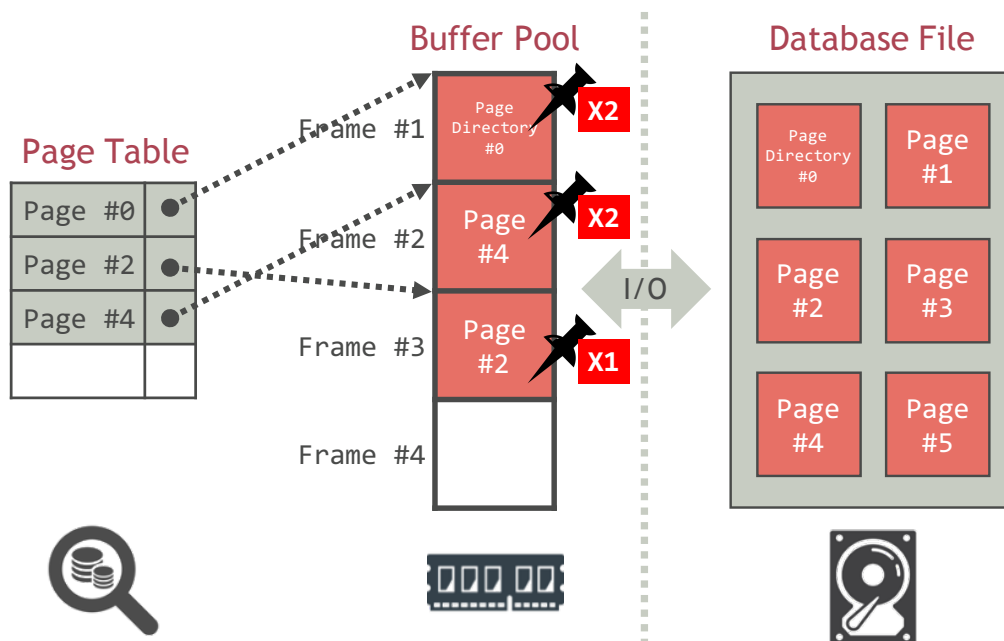 Buffer Pool
Database File
Page Table
Page #0
Page #2
Page #4
Frame #1
Page
Directory
#0
X2
Frame #2
Page
#4
X2
Frame #3
Page
#2
X1
Frame #4
I/O
Page
Directory
#0
Page
#1
Page
#2
Page
#3
Page
#4
Page
#5